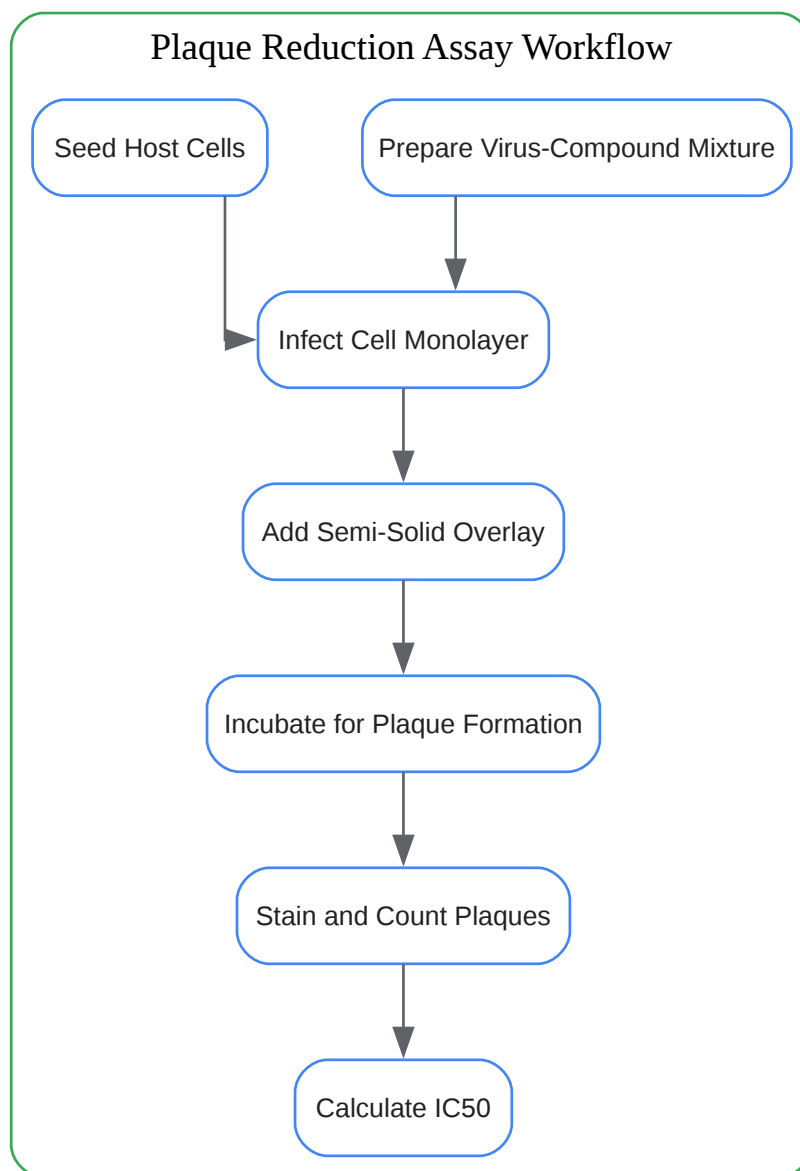 Plaque Reduction Assay Workflow
Seed Host Cells
Prepare Virus-Compound Mixture
Infect Cell Monolayer
Add Semi-Solid Overlay
Incubate for Plaque Formation
Stain and Count Plaques
Calculate IC50